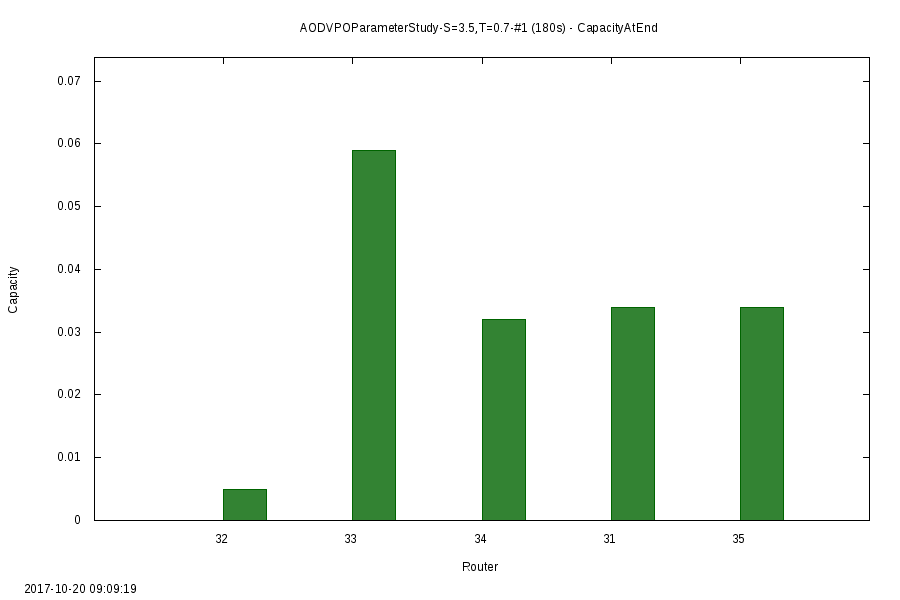 AODVPOParameterStudy-S=3.5,T=0.7-#1 (180s) - CapacityAtEnd
0.07
0.06
0.05
0.04
0.03
0.02
0.01
0
Capacity
32 33 34 31 35
Router
2017-10-20 09:09:19